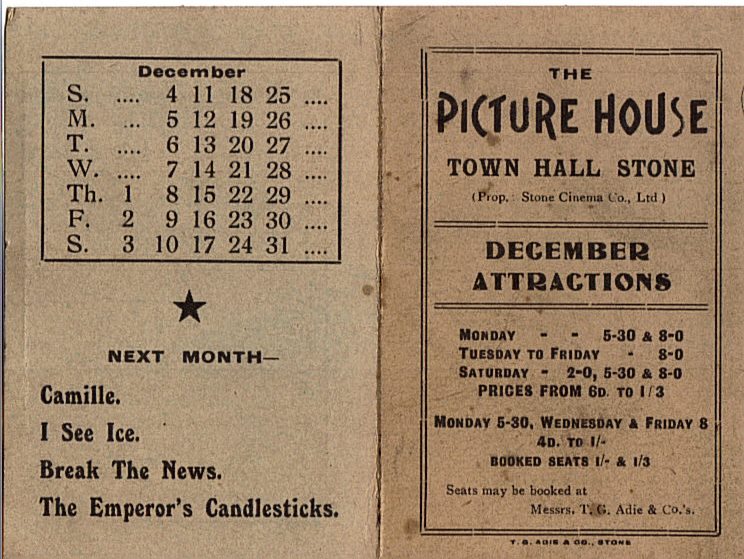 December
S. .... 4 11 18 25 ....
M. ... 5 12 19 26 ....
T. .... 6 13 20 27 ....
W. .... 7 14 21 28 ....
Th. 1 8 15 22 29 ....
F. 2 9 16 23 30 ....
S. 3 10 17 24 31 ....
NEXT MONTH—
Camille.
I See Ice.
Break The News.
The Emperor's Candlesticks.
THE
PICTURE HOUSE
TOWN HALL STONE
(Prop. : Stone Cinema Co., Ltd)
DECEMBER
ATTRACTIONS
MONDAY - - 5-30 & 8-0
TUESDAY TO FRIDAY - 8-0
SATURDAY - 2-0, 5-30 & 8-0
PRICES FROM 6D. TO 1/3
MONDAY 5-30, WEDNESDAY & FRIDAY 8
4D. TO 1/-
BOOKED SEATS 1/- & 1/3
Seats may be booked at
Messrs. T. G. Adie & Co.'s.
T. G. ADIE & CO., STONE